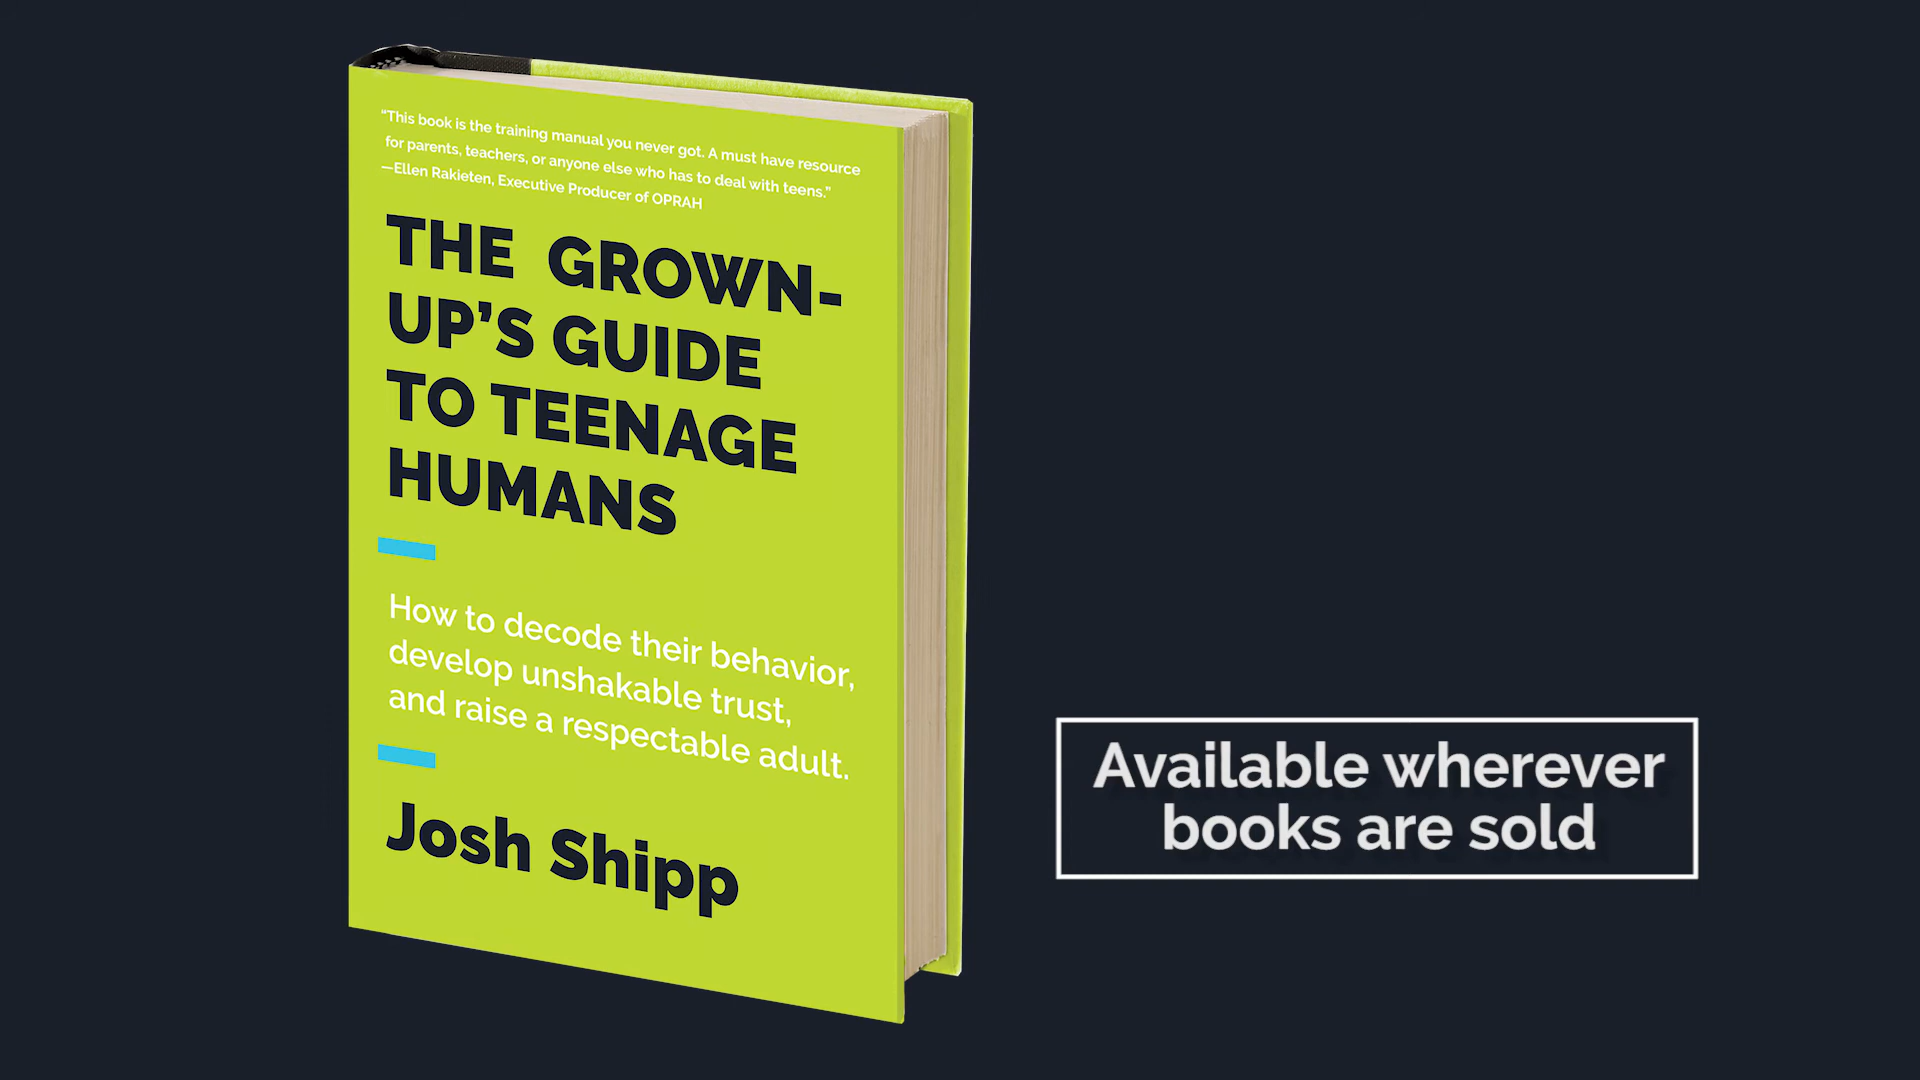 “This book is the training manual you never got. A must have resource
for parents, teachers, or anyone else who has to deal with teens.”
—Ellen Rakieten, Executive Producer of OPRAH
THE GROWN-
UP’S GUIDE
TO TEENAGE
HUMANS
How to decode their behavior,
develop unshakable trust,
and raise a respectable adult.
Josh Shipp
Available wherever
books are sold